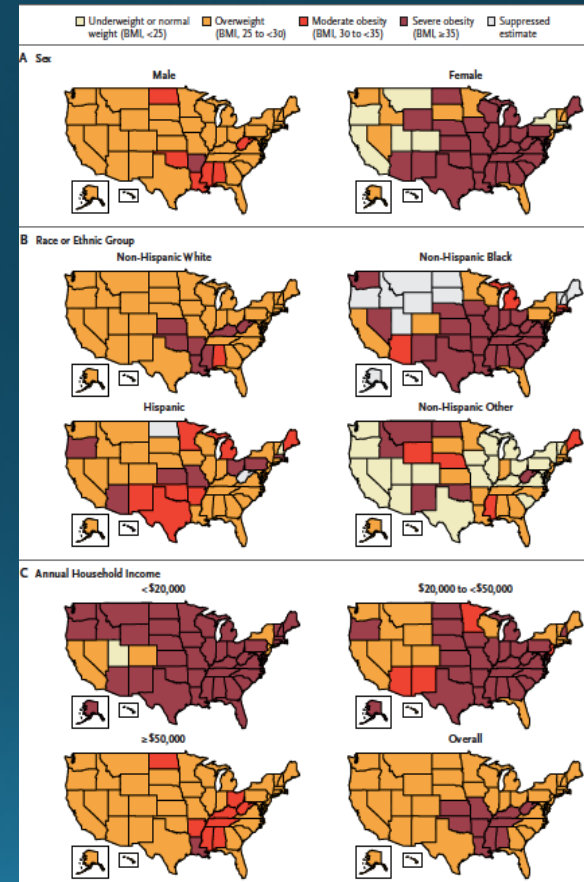 Underweight or normal weight (BMI, <25)
Overweight (BMI, 25 to <30)
Moderate obesity (BMI, 30 to <35)
Severe obesity (BMI, ≥35)
Suppressed estimate
A Sex
Male
Female
B Race or Ethnic Group
Non-Hispanic White
Non-Hispanic Black
Hispanic
Non-Hispanic Other
C Annual Household Income
<$20,000
$20,000 to <$50,000
≥$50,000
Overall